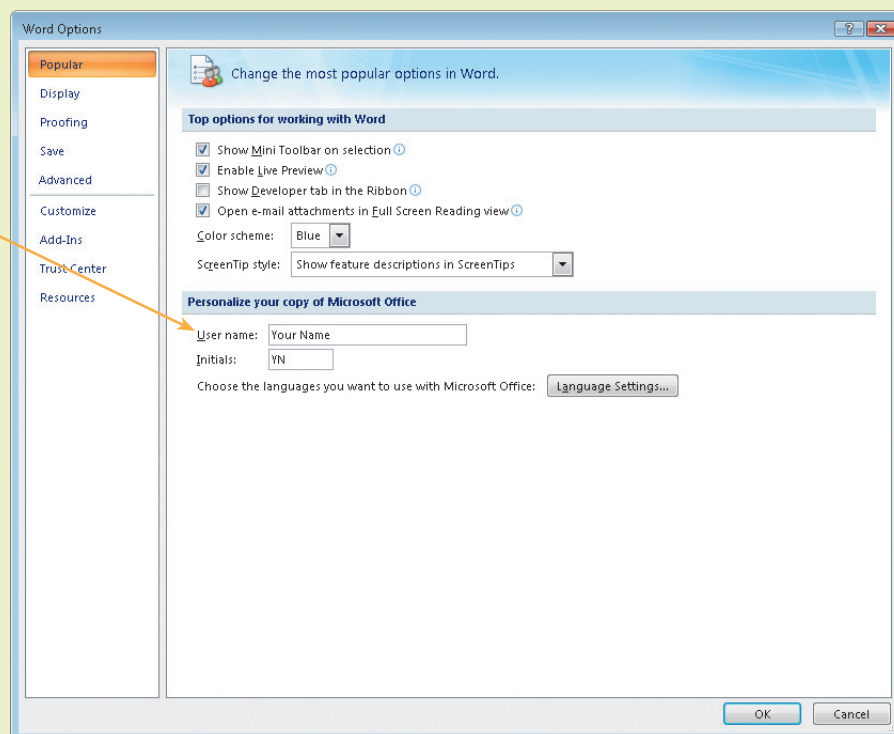 Word Options
Popular
Display
Proofing
Save
Advanced
Customize
Add-Ins
Trust Center
Resources
Change the most popular options in Word.
Top options for working with Word
Show Mini Toolbar on selection
Enable Live Preview
Show Developer tab in the Ribbon
Open e-mail attachments in Full Screen Reading view
Color scheme: Blue
ScreenTip style: Show feature descriptions in ScreenTips
Personalize your copy of Microsoft Office
User name: Your Name
Initials: YN
Choose the languages you want to use with Microsoft Office: Language Settings...
OK Cancel